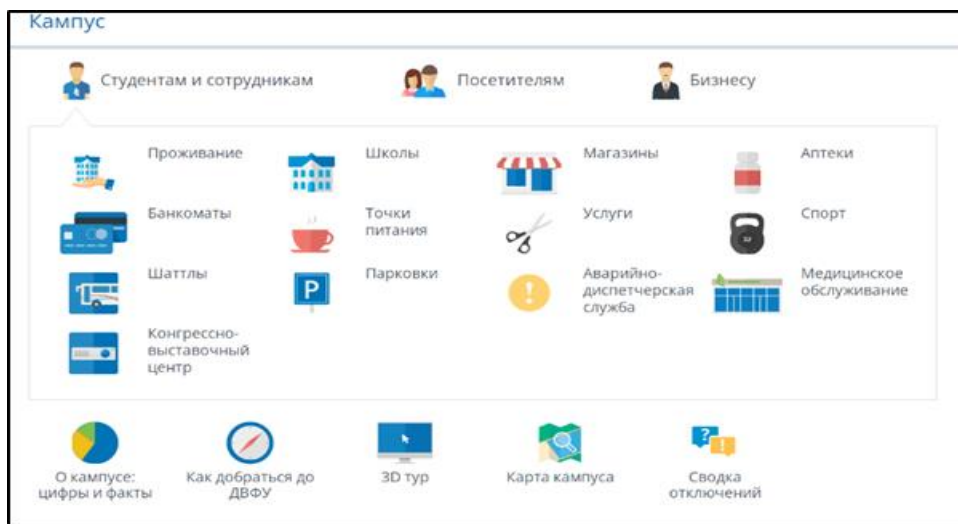 Кампус
Студентам и сотрудникам
Посетителям
Бизнесу
Проживание
Школы
Магазины
Аптеки
Банкоматы
Точки
питания
Услуги
Спорт
32
Шаттлы
P
Парковки
Аварийно-
диспетчерская
служба
Медицинское
обслуживание
Конгрессно-
выставочный
центр
О кампусе:
цифры и факты
Как добраться до
ДВФУ
3D тур
Карта кампуса
Сводка
отключений